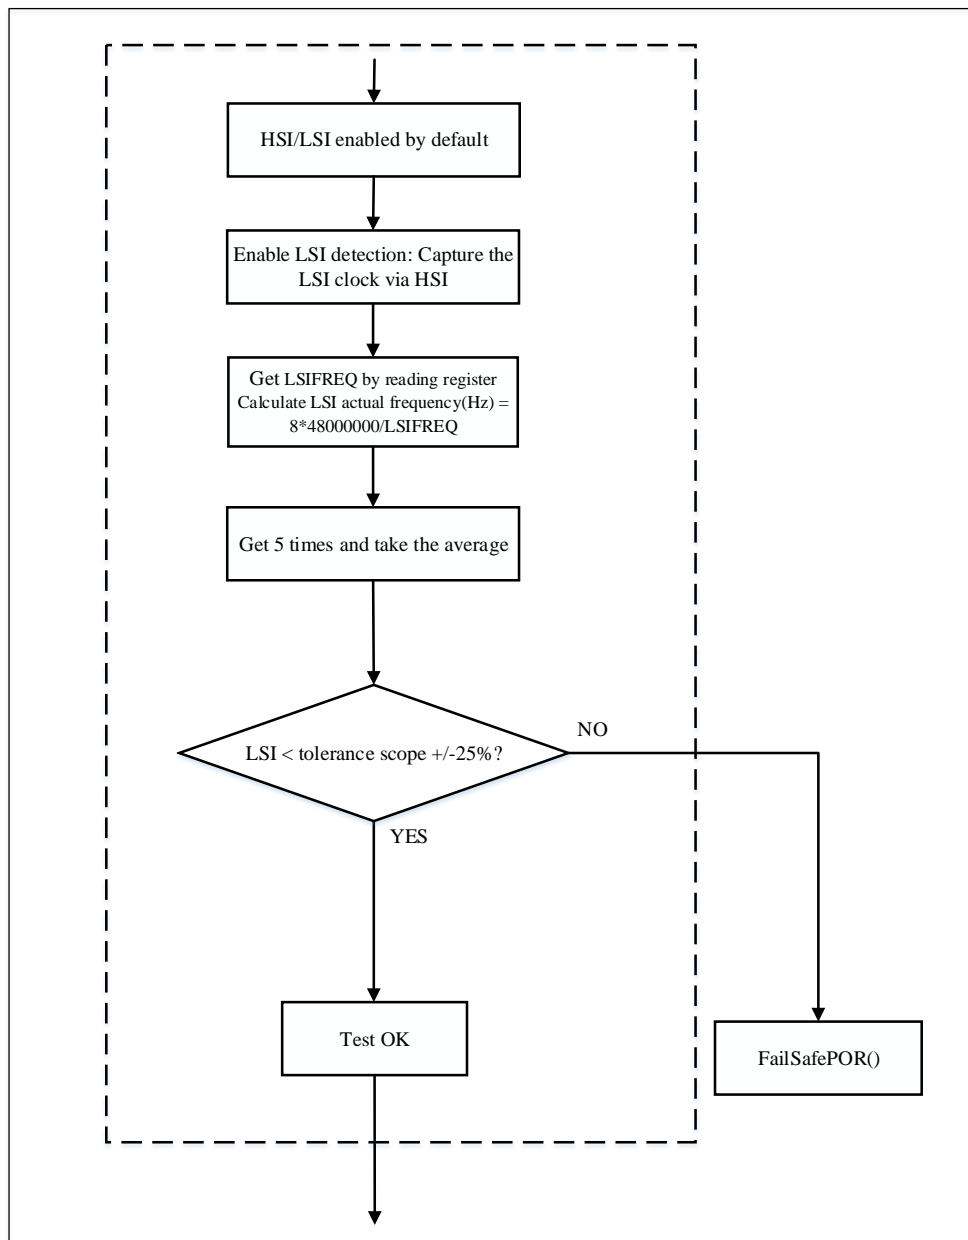 HSI/LSI enabled by default
Enable LSI detection: Capture the
LSI clock via HSI
Get LSIFREQ by reading register
Calculate LSI actual frequency(Hz) =
8*48000000/LSIFREQ
Get 5 times and take the average
NO
LSI < tolerance scope +/-25%?
YES
Test OK
FailSafePOR()